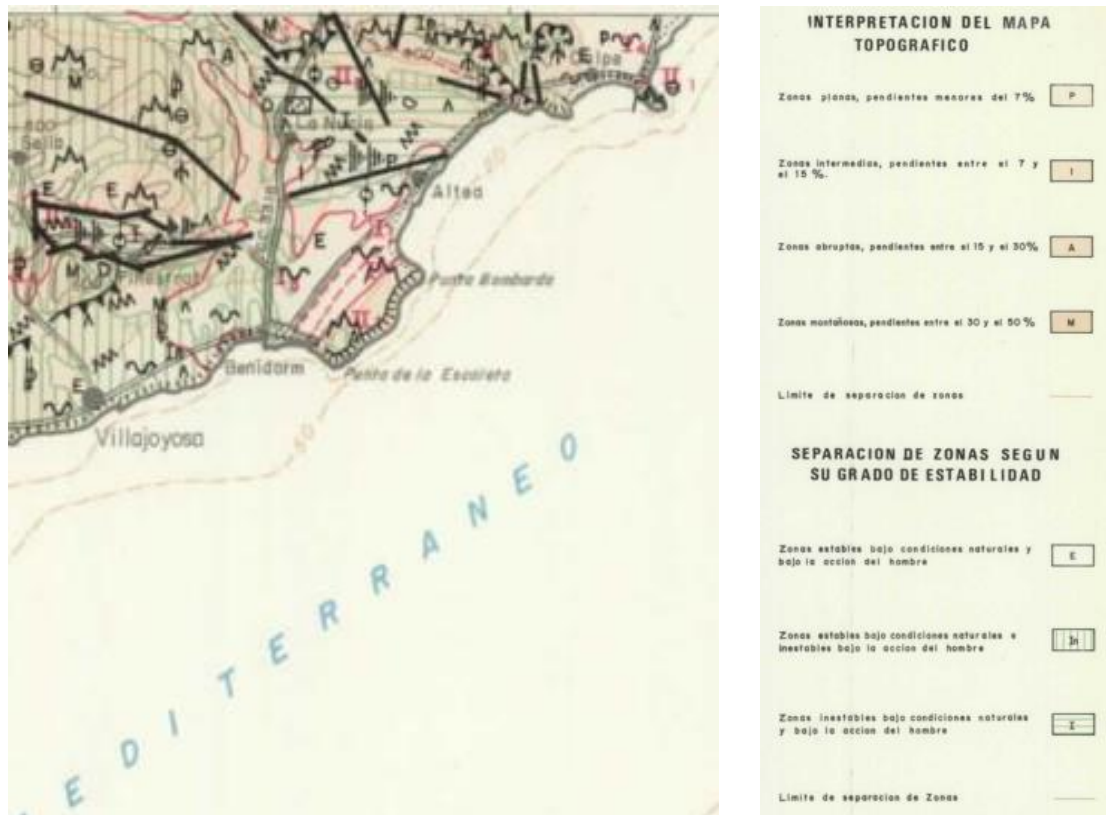 Calpe
La Nucia
Sella
Altea
Finestrat
Punta Bombarda
Benidorm
Punta de la Escaleta
Villajoyosa
50
EDITERRANEO
INTERPRETACION DEL MAPA
TOPOGRAFICO
Zonas planas, pendientes menores del 7%
P
Zonas intermedias, pendientes entre el 7 y
el 15 %.
I
Zonas abruptas, pendientes entre el 15 y el 30%
A
Zonas montañosas, pendientes entre el 30 y el 50 %
M
Limite de separacion de zonas
SEPARACION DE ZONAS SEGUN
SU GRADO DE ESTABILIDAD
Zonas estables bajo condiciones naturales y
bajo la accion del hombre
E
Zonas estables bajo condiciones naturales e
inestables bajo la accion del hombre
In
Zonas inestables bajo condiciones naturales
y bajo la accion del hombre
I
Limite de separacion de Zonas